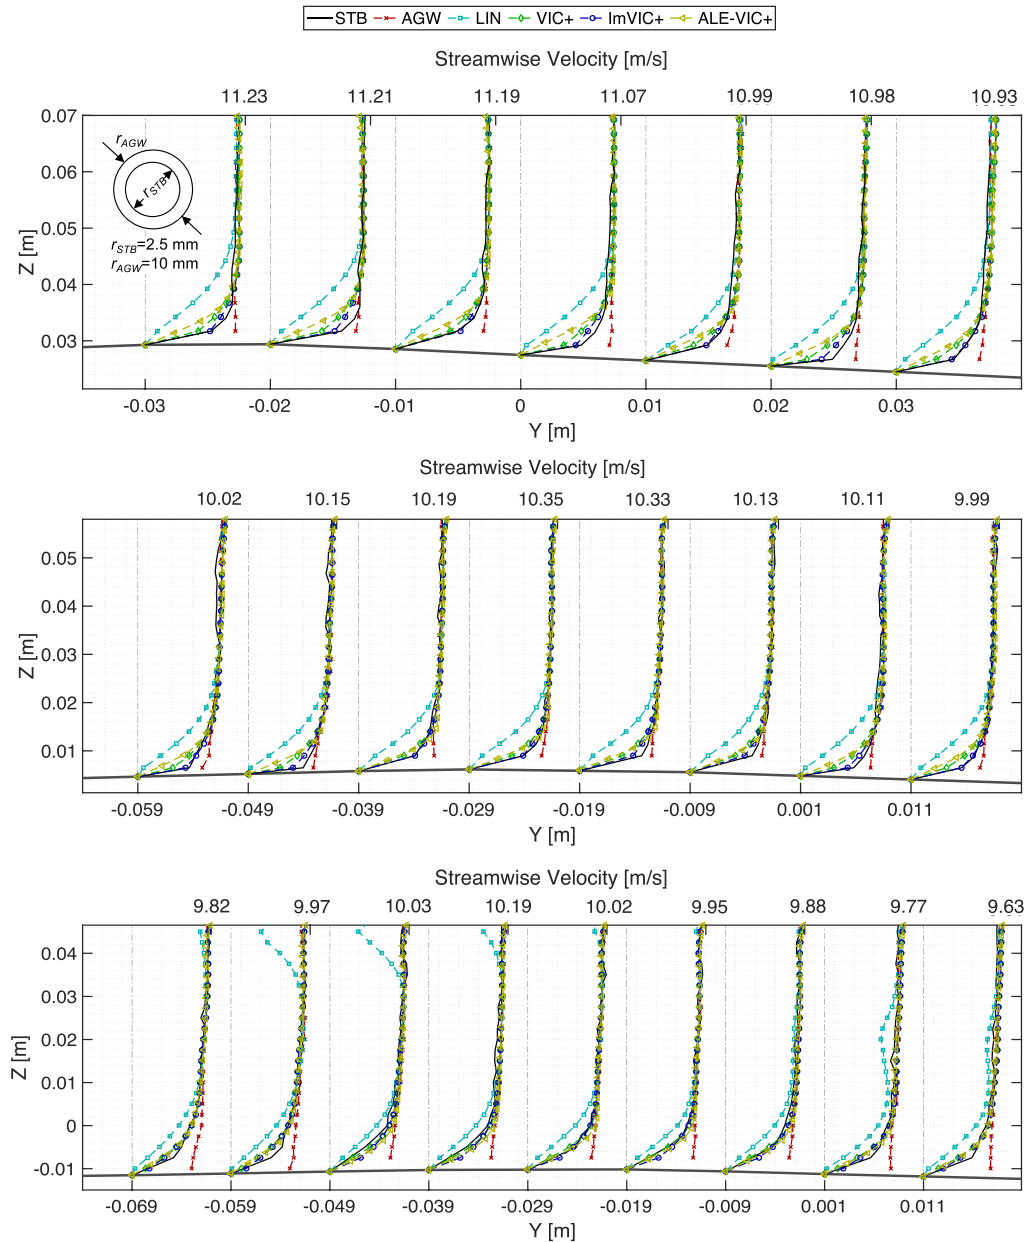 STB AGW LIN VIC+ ImVIC+ ALE-VIC+
Streamwise Velocity [m/s]
11.23 11.21 11.19 11.07 10.99 10.98 10.93
0.07
0.06
0.05
0.04
0.03
Z [m]
rAGW
rSTB
rSTB=2.5 mm
rAGW=10 mm
-0.03 -0.02 -0.01 0 0.01 0.02 0.03
Y [m]
Streamwise Velocity [m/s]
10.02 10.15 10.19 10.35 10.33 10.13 10.11 9.99
0.05
0.04
0.03
0.02
0.01
Z [m]
-0.059 -0.049 -0.039 -0.029 -0.019 -0.009 0.001 0.011
Y [m]
Streamwise Velocity [m/s]
9.82 9.97 10.03 10.19 10.02 9.95 9.88 9.77 9.63
0.04
0.03
0.02
0.01
0
-0.01
Z [m]
-0.069 -0.059 -0.049 -0.039 -0.029 -0.019 -0.009 0.001 0.011
Y [m]